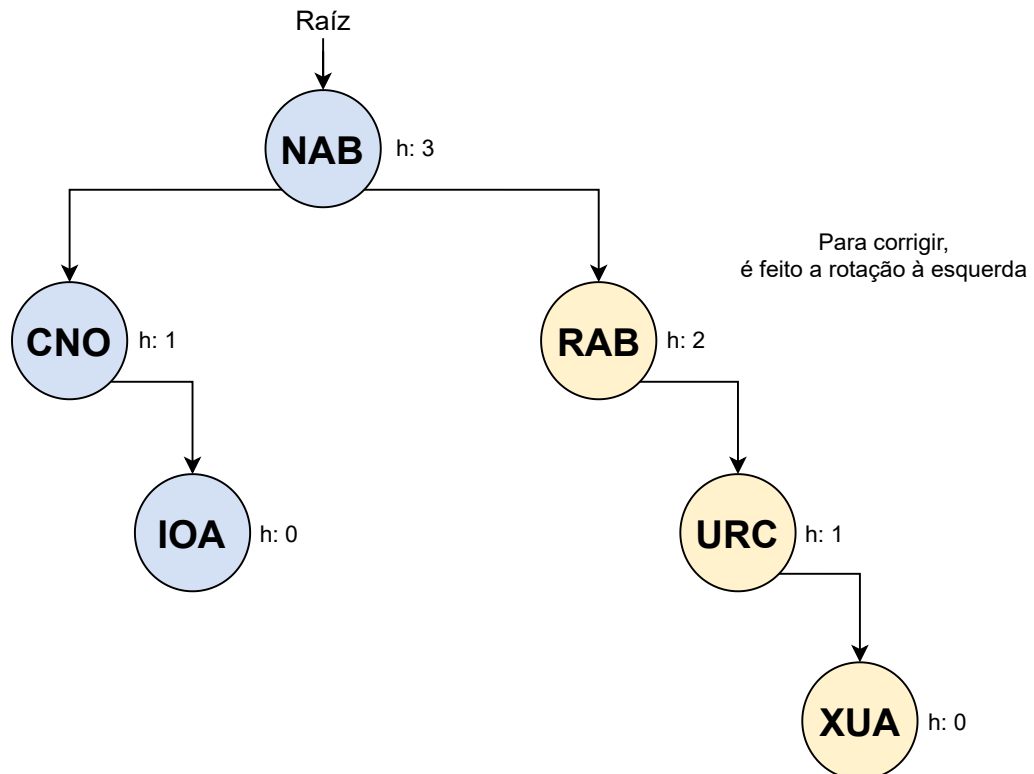 Raíz
NAB
h: 3
Para corrigir,
é feito a rotação à esquerda
CNO
h: 1
RAB
h: 2
IOA
h: 0
URC
h: 1
XUA
h: 0